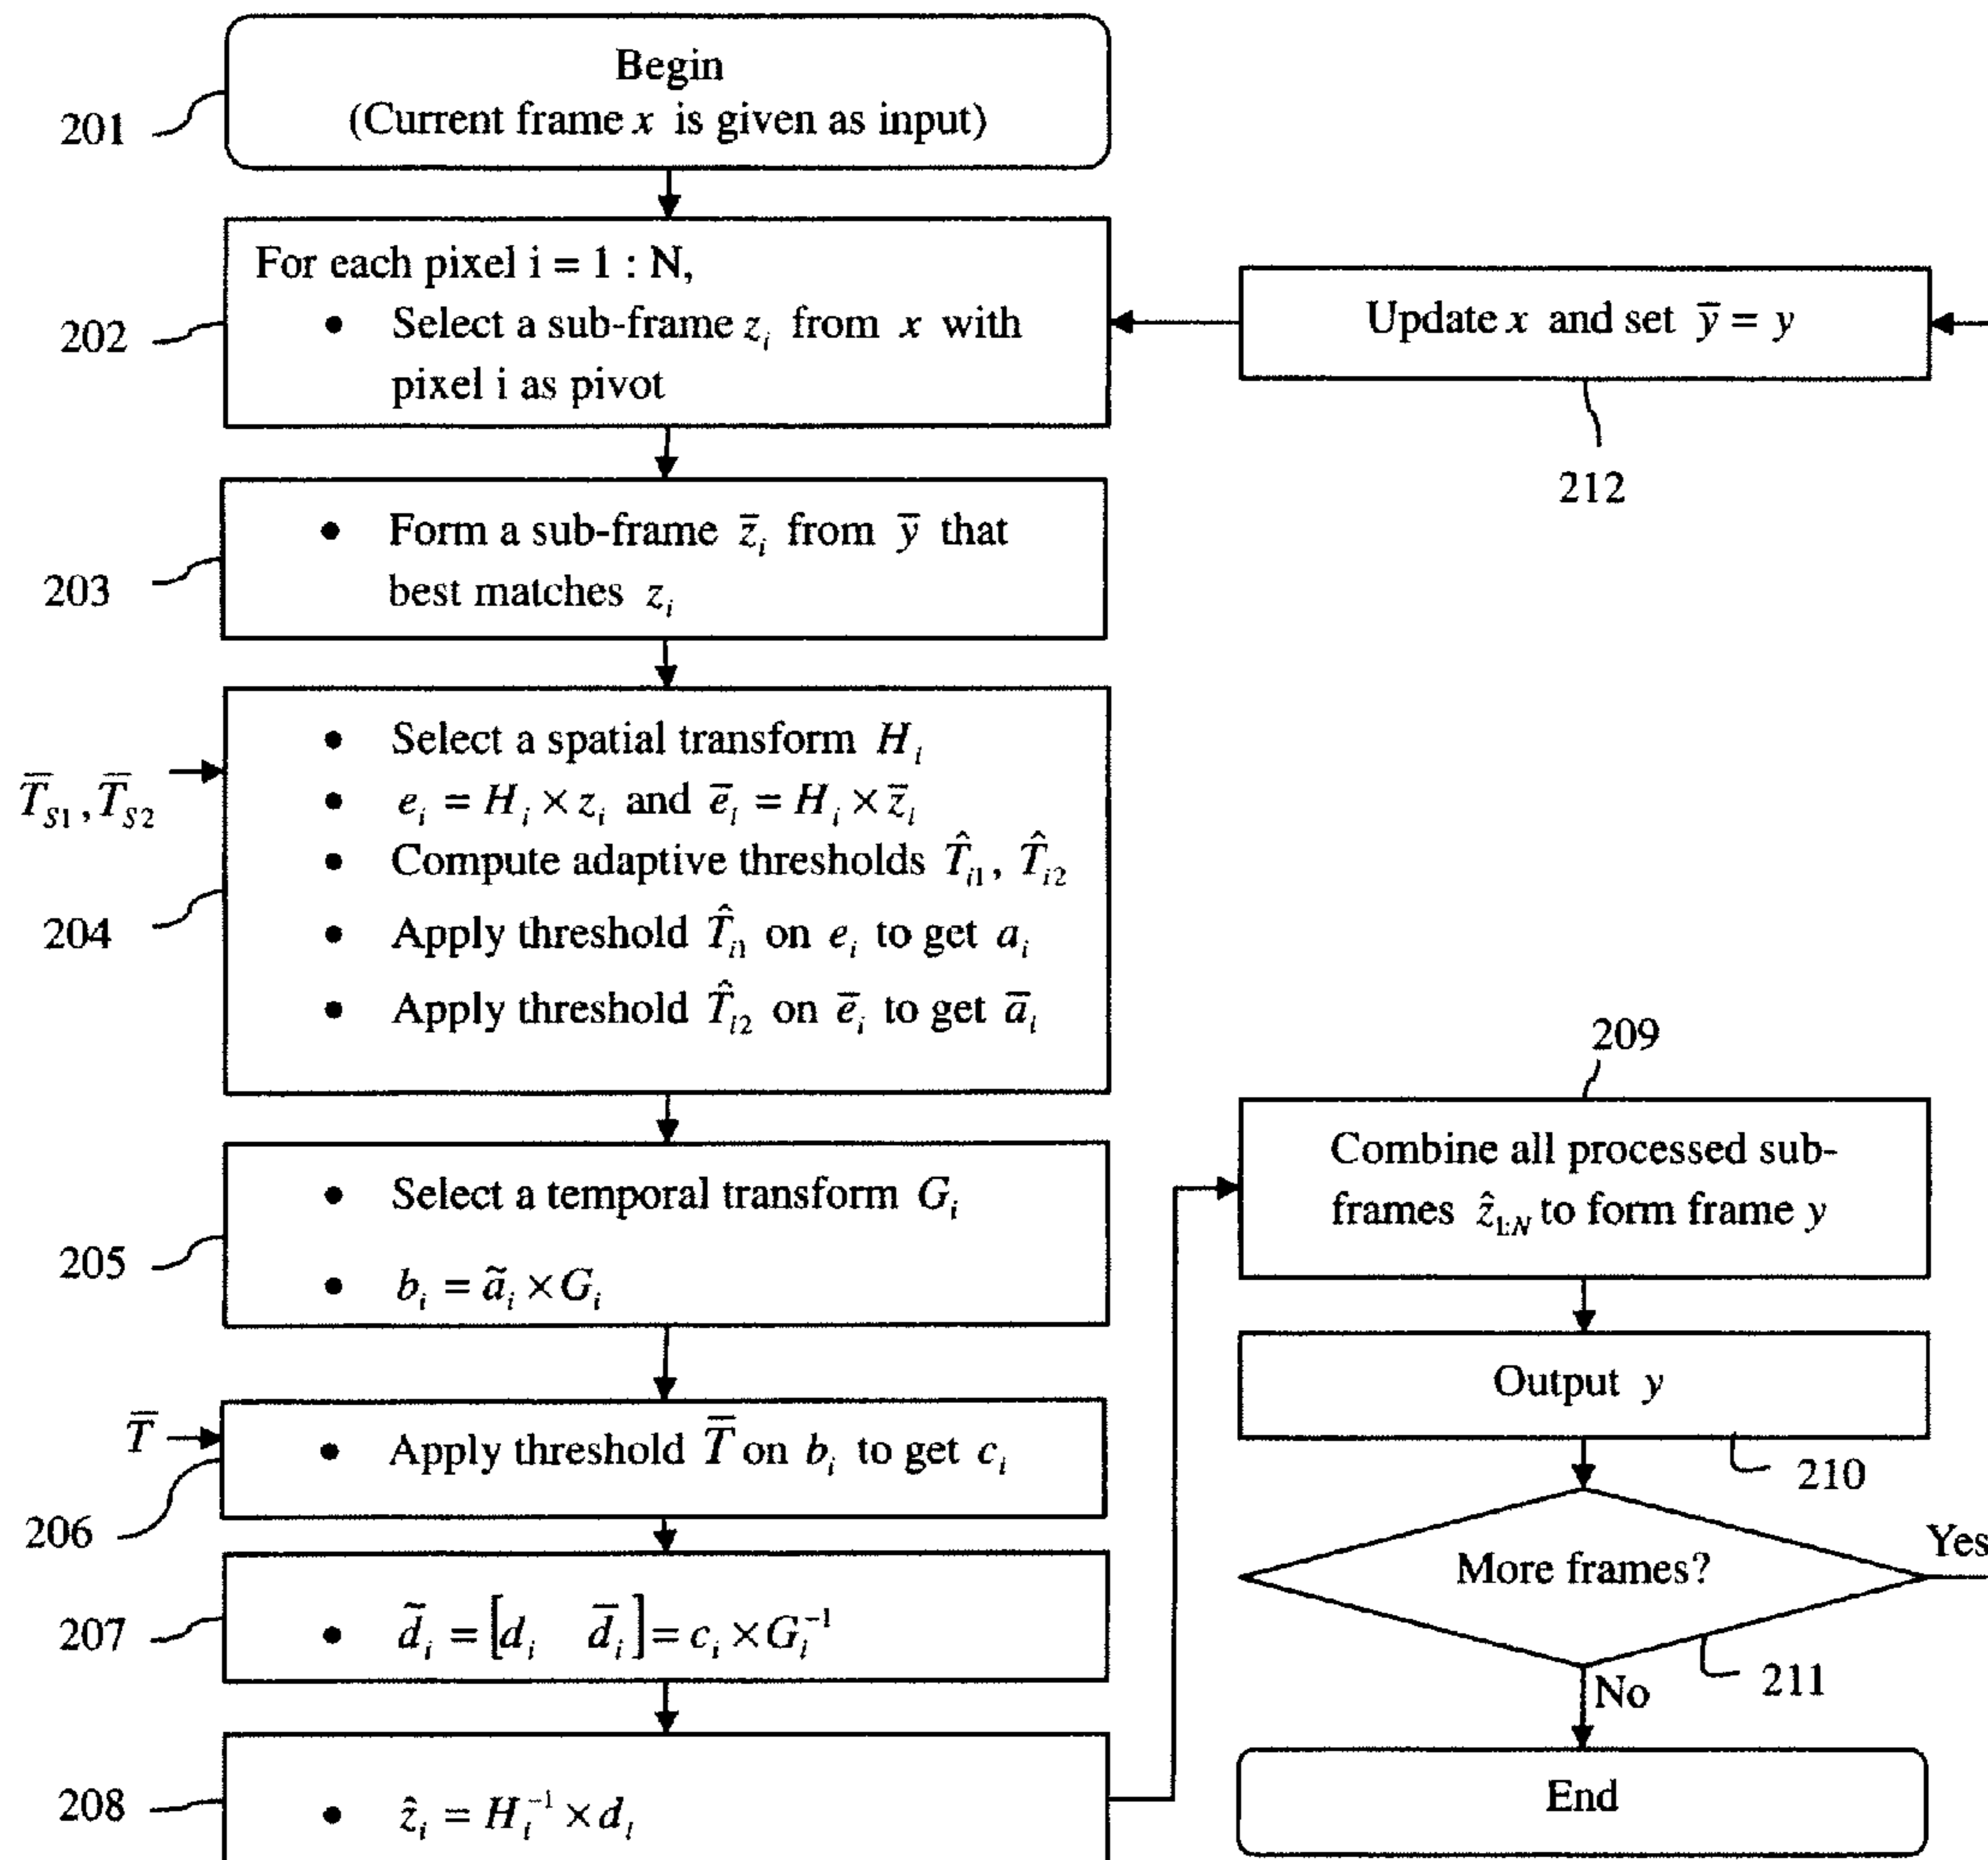 Begin
(Current frame x is given as input)
201
For each pixel i = 1 : N,
• Select a sub-frame z_i from x with
pixel i as pivot
202
Update x and set ȳ = y
212
• Form a sub-frame z̄_i from ȳ that
best matches z_i
203
T̄_S1, T̄_S2
• Select a spatial transform H_i
• e_i = H_i × z_i and ē_i = H_i × z̄_i
• Compute adaptive thresholds T̂_i1, T̂_i2
• Apply threshold T̂_i1 on e_i to get a_i
• Apply threshold T̂_i2 on ē_i to get ā_i
204
• Select a temporal transform G_i
• b_i = ã_i × G_i
205
T̿
• Apply threshold T̿ on b_i to get c_i
206
• d̃_i = [d_i d̄_i] = c_i × G_i^-1
207
• ẑ_i = H_i^-1 × d_i
208
209
Combine all processed sub-
frames ẑ_1:N to form frame y
Output y
210
More frames?
Yes
211
No
End